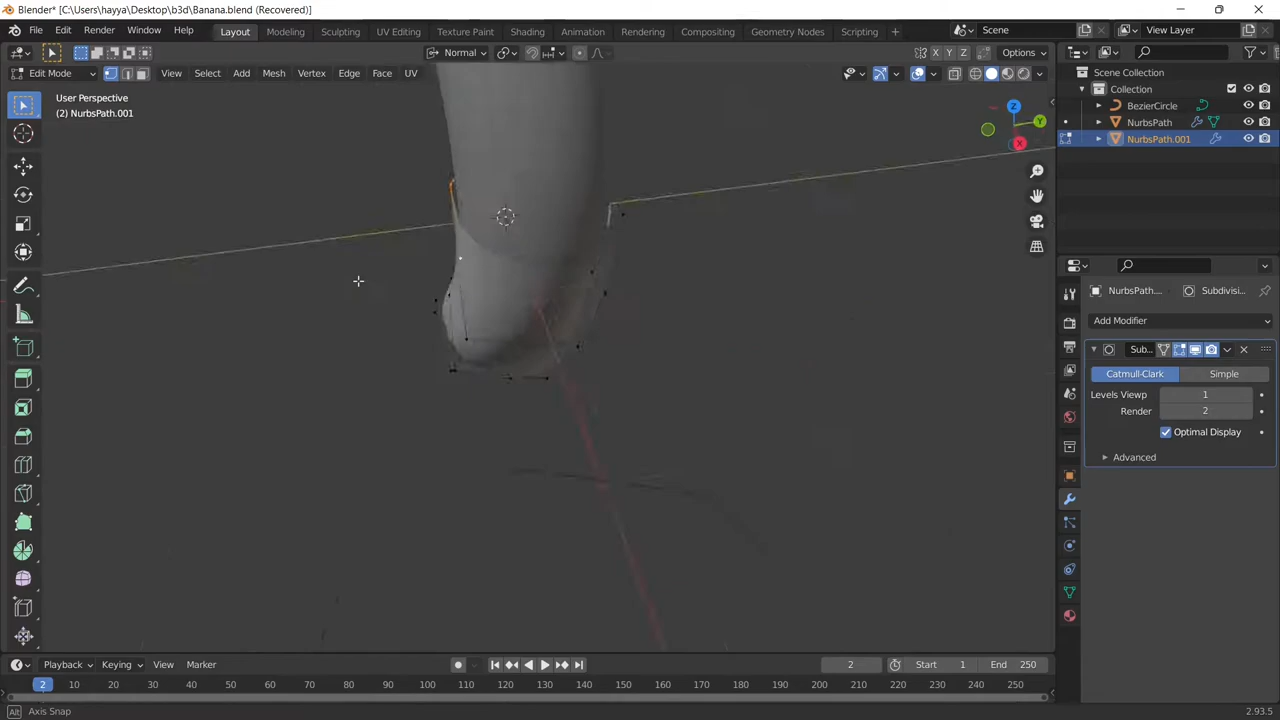 Blender* [C:\Users\hayya\Desktop\b3d\Banana.blend (Recovered)]
File Edit Render Window Help Layout Modeling Sculpting UV Editing Texture Paint Shading Animation Rendering Compositing Geometry Nodes Scripting + Scene View Layer
Normal X Y Z Options
Edit Mode View Select Add Mesh Vertex Edge Face UV
User Perspective
(2) NurbsPath.001
Z
Y
X
Scene Collection
Collection
BezierCircle
NurbsPath
NurbsPath.001
NurbsPath.... Subdivisi...
Add Modifier
Sub...
Catmull-Clark Simple
Levels Viewp 1
Render 2
Optimal Display
Advanced
Playback Keying View Marker 2 Start 1 End 250
2 10 20 30 40 50 60 70 80 90 100 110 120 130 140 150 160 170 180 190 200 210 220 230 240 250
Alt Axis Snap 2.93.5